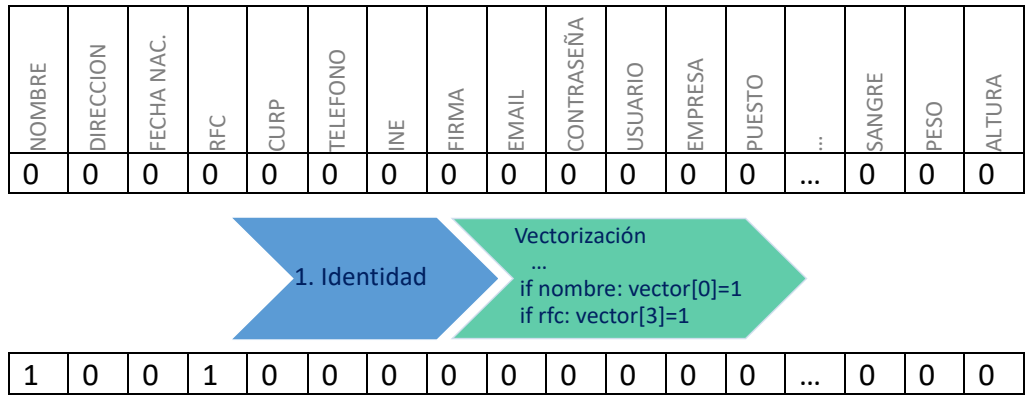 NOMBRE DIRECCION FECHA NAC. RFC CURP TELEFONO INE FIRMA EMAIL CONTRASEÑA USUARIO EMPRESA PUESTO ... SANGRE PESO ALTURA
0 0 0 0 0 0 0 0 0 0 0 0 0 ... 0 0 0
1. Identidad
Vectorización
...
if nombre: vector[0]=1
if rfc: vector[3]=1
1 0 0 1 0 0 0 0 0 0 0 0 0 ... 0 0 0